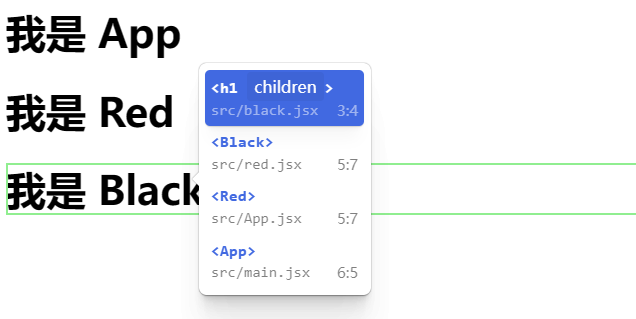 我是 App
<h1 children >
src/black.jsx 3:4
我是 Red
<Black>
src/red.jsx 5:7
我是 Black
<Red>
src/App.jsx 5:7
<App>
src/main.jsx 6:5